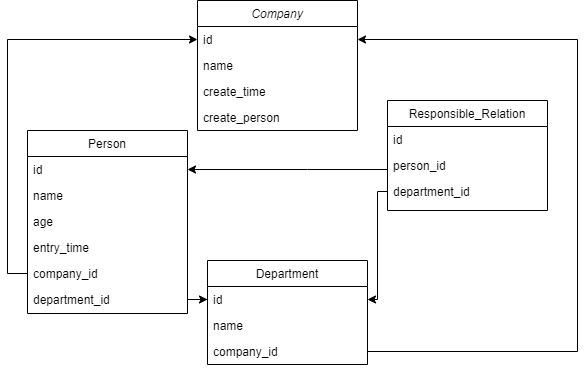 Company
id
name
create_time
create_person
Responsible_Relation
id
person_id
department_id
Person
id
name
age
entry_time
company_id
department_id
Department
id
name
company_id